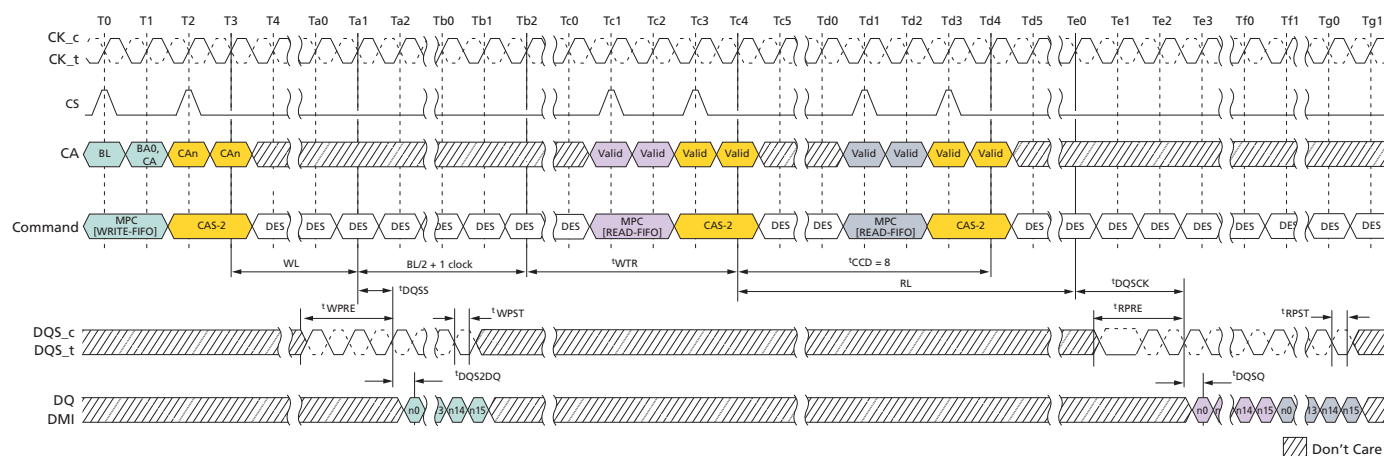 T0 T1 T2 T3 T4 Ta0 Ta1 Ta2 Tb0 Tb1 Tb2 Tc0 Tc1 Tc2 Tc3 Tc4 Tc5 Td0 Td1 Td2 Td3 Td4 Td5 Te0 Te1 Te2 Te3 Tf0 Tf1 Tg0 Tg1
CK_c
CK_t
CS
CA BL BA0, CA CAn CAn Valid Valid Valid Valid Valid Valid Valid Valid
Command MPC [WRITE-FIFO] CAS-2 DES DES DES DES DES DES DES DES MPC [READ-FIFO] CAS-2 DES DES MPC [READ-FIFO] CAS-2 DES DES DES DES DES DES DES DES DES
WL BL/2 + 1 clock tWTR tCCD = 8
RL tDQSCK
tDQSS
tWPRE tWPST tRPRE tRPST
DQS_c
DQS_t
tDQS2DQ tDQSQ
DQ
DMI
n0 3 n14 n15 n0 n n14 n15 n0 13 n14 n15
Don't Care